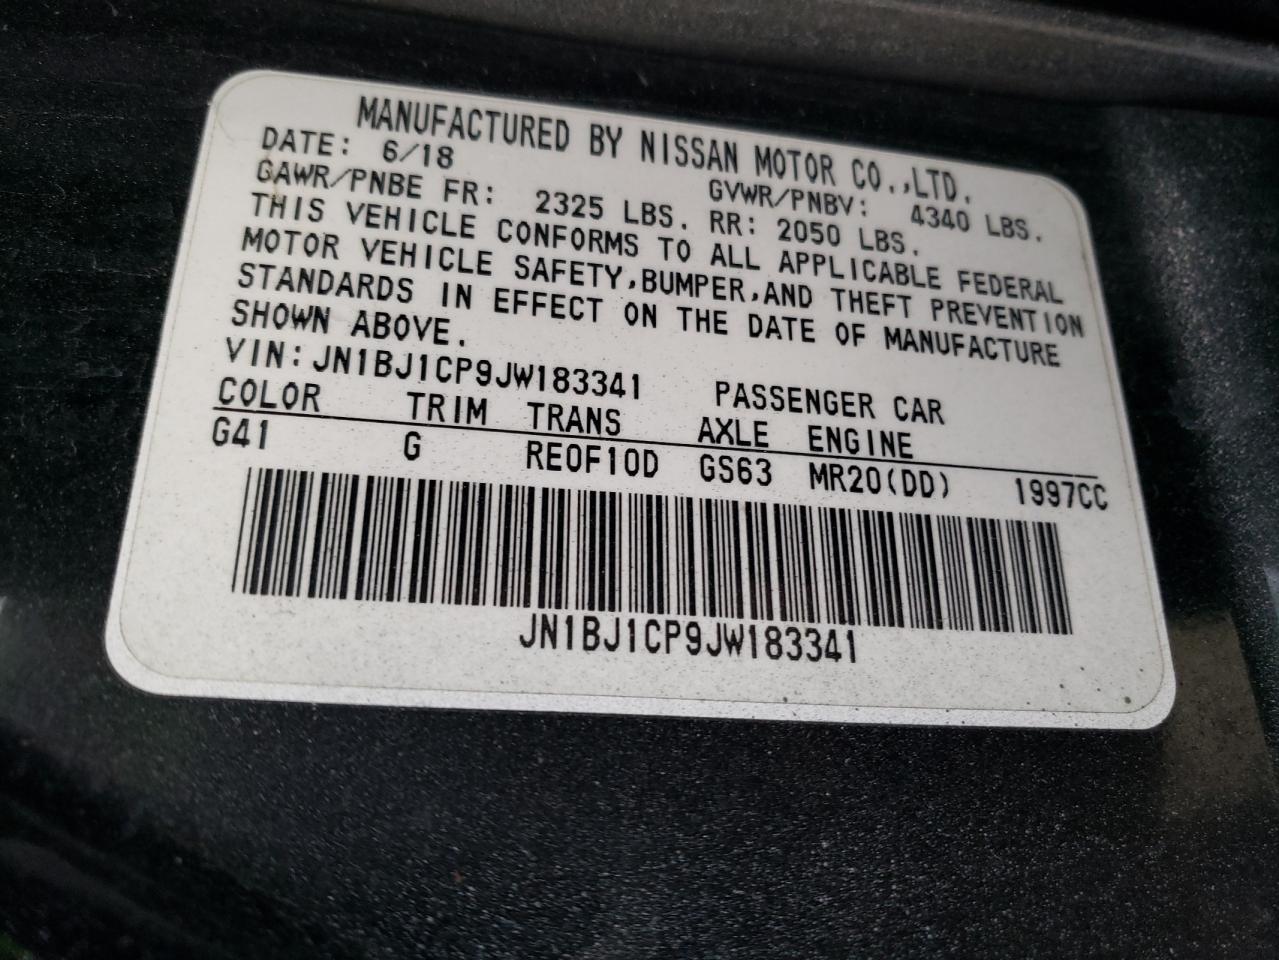 MANUFACTURED BY NISSAN MOTOR CO.,LTD.
DATE: 6/18 GVWR/PNBV: 4340 LBS.
GAWR/PNBE FR: 2325 LBS. RR: 2050 LBS.
THIS VEHICLE CONFORMS TO ALL APPLICABLE FEDERAL
MOTOR VEHICLE SAFETY,BUMPER,AND THEFT PREVENTION
STANDARDS IN EFFECT ON THE DATE OF MANUFACTURE
SHOWN ABOVE.
VIN: JN1BJ1CP9JW183341 PASSENGER CAR
COLOR TRIM TRANS AXLE ENGINE
G41 G RE0F10D GS63 MR20(DD) 1997CC
JN1BJ1CP9JW183341